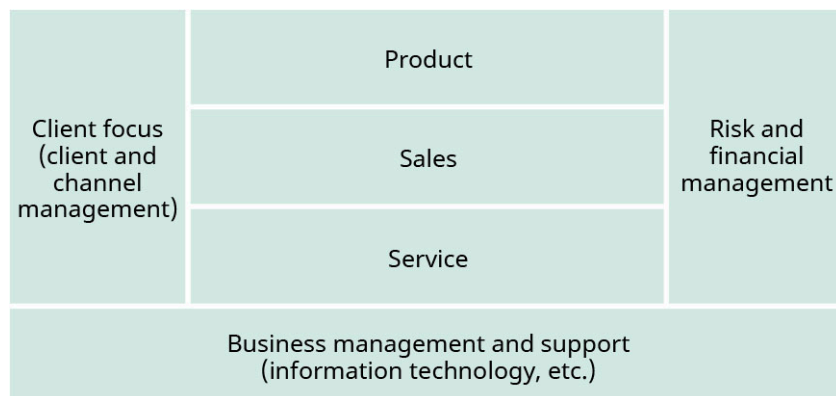 Client focus
(client and
channel
management)
Product
Sales
Service
Risk and
financial
management
Business management and support
(information technology, etc.)